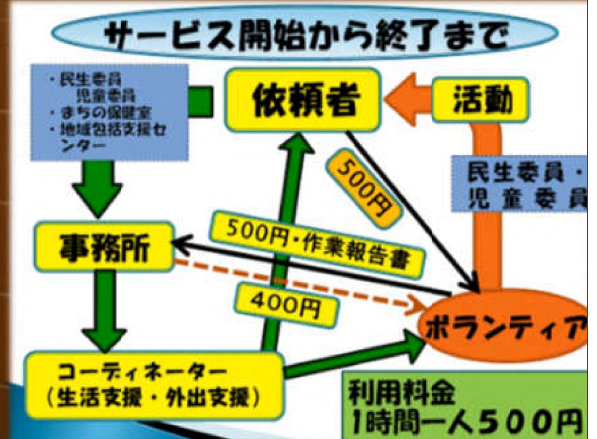 サービス開始から終了まで
・民生委員
児童委員
・まちの保健室
・地域包括支援セ
ンター
依頼者
活動
500円
民生委員・
児童委員
事務所
500円・作業報告書
400円
ボランティア
コーディネーター
（生活支援・外出支援）
利用料金
1時間一人500円